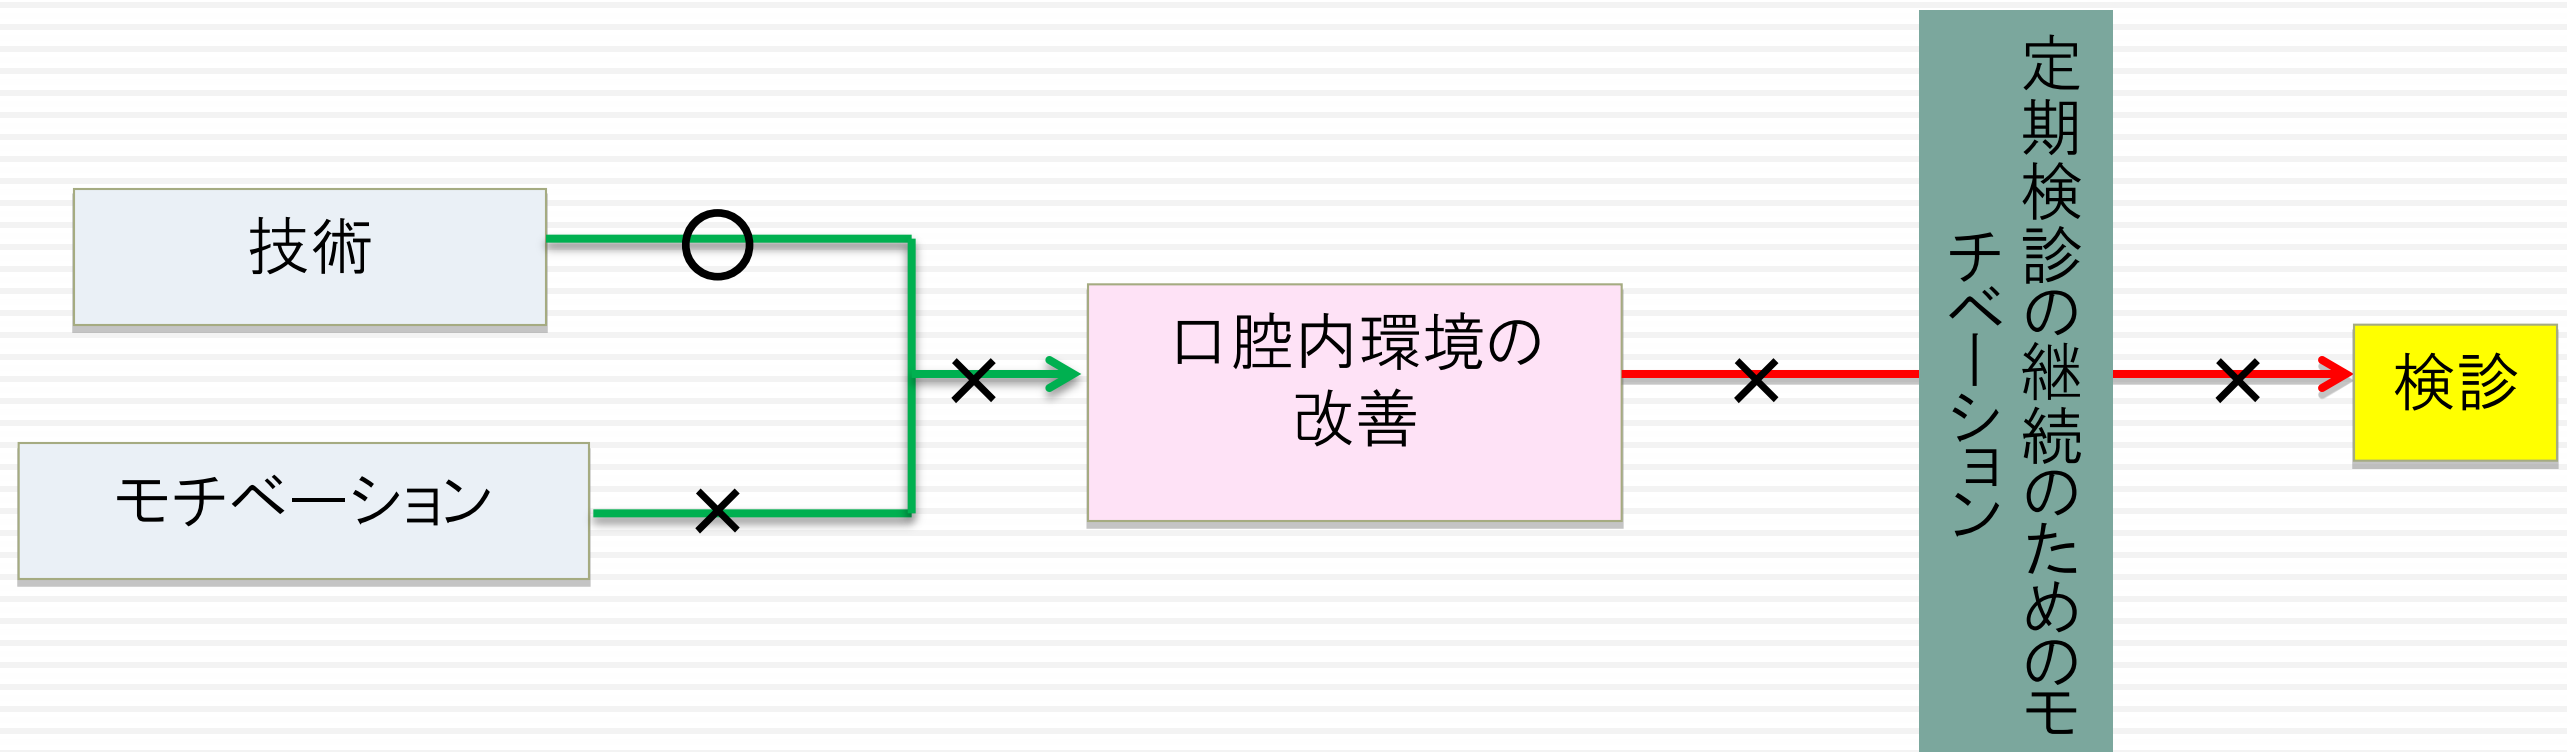 技術
モチベーション
口腔内環境の
改善
定期検診の継続のためのモ
チベーション
検診